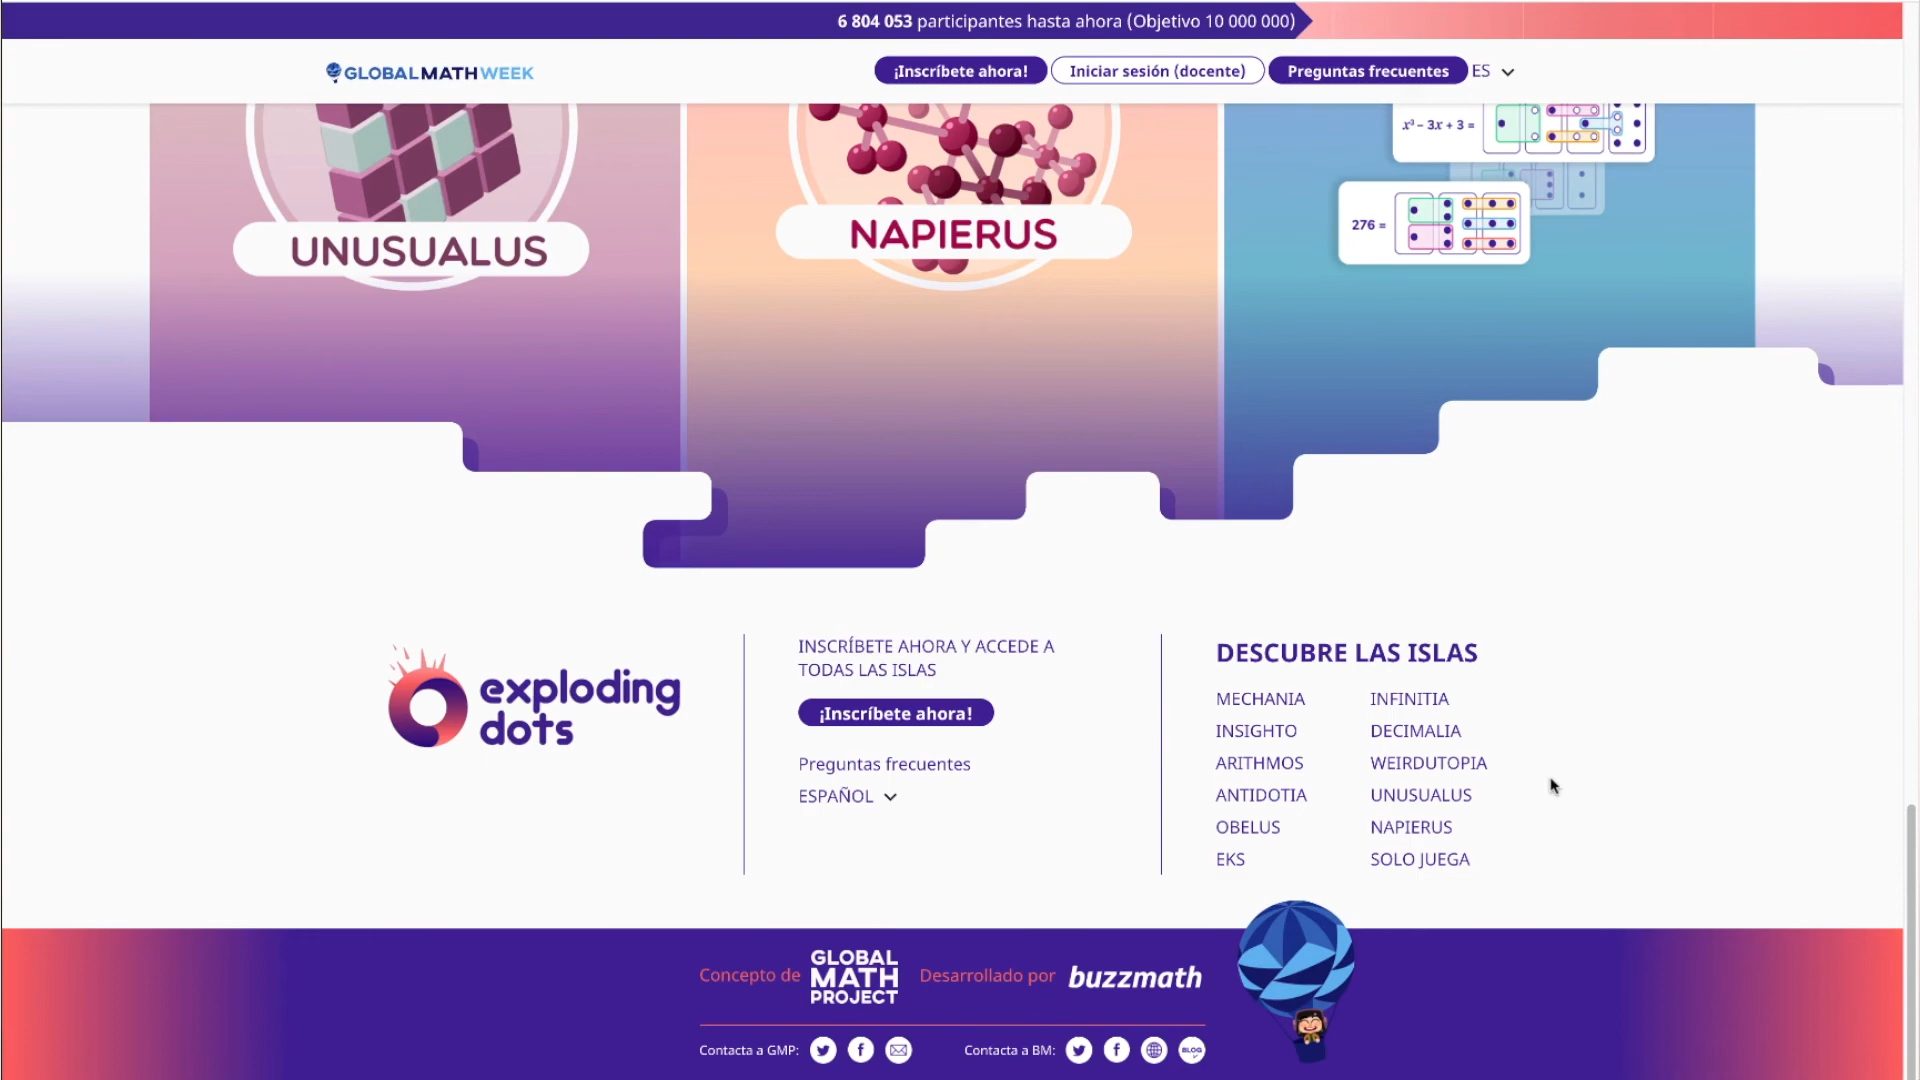 6 804 053 participantes hasta ahora (Objetivo 10 000 000)
GLOBALMATHWEEK
¡Inscríbete ahora!
Iniciar sesión (docente)
Preguntas frecuentes
ES
UNUSUALUS
NAPIERUS
x³ – 3x + 3 =
276 =
exploding
dots
INSCRÍBETE AHORA Y ACCEDE A
TODAS LAS ISLAS
¡Inscríbete ahora!
Preguntas frecuentes
ESPAÑOL
DESCUBRE LAS ISLAS
MECHANIA
INSIGHTO
ARITHMOS
ANTIDOTIA
OBELUS
EKS
INFINITIA
DECIMALIA
WEIRDUTOPIA
UNUSUALUS
NAPIERUS
SOLO JUEGA
Concepto de
GLOBAL
MATH
PROJECT
Desarrollado por
buzzmath
Contacta a GMP:
Contacta a BM:
BLOG